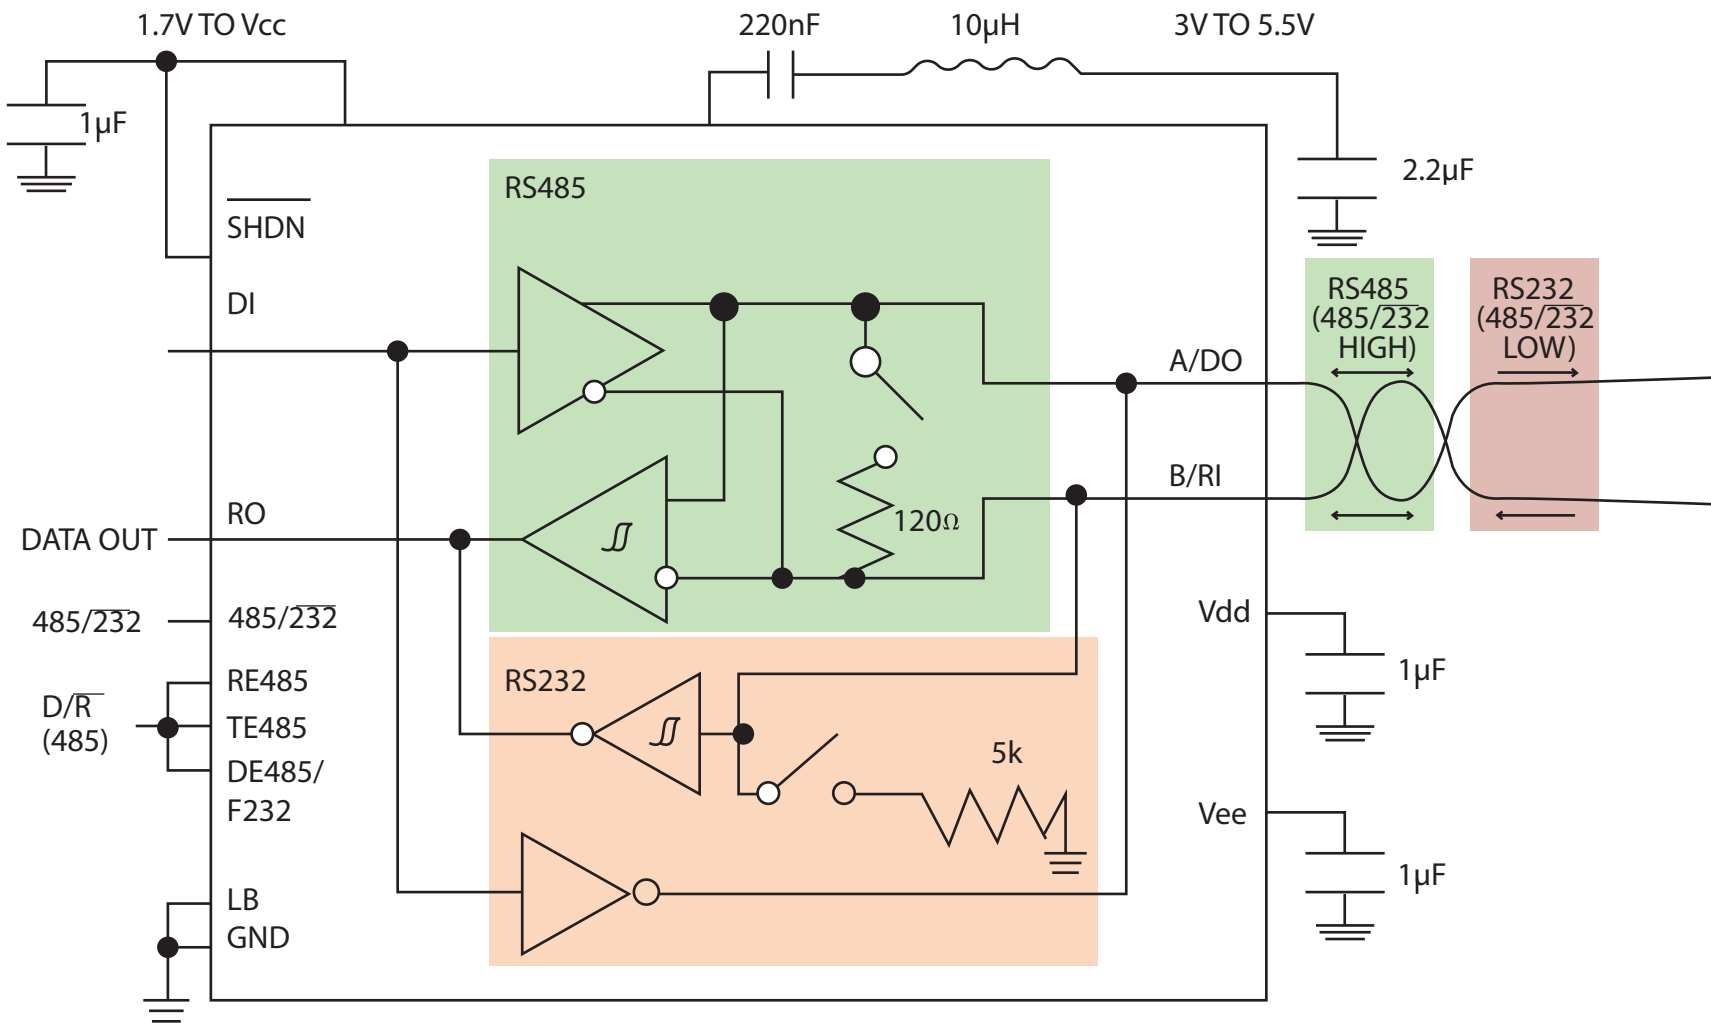 1.7V TO Vcc
220nF
10µH
3V TO 5.5V
1µF
2.2µF
RS485
SHDN
DI
RS485
(485/232
HIGH)
RS232
(485/232
LOW)
A/DO
B/RI
RO
DATA OUT
120Ω
485/232
485/232
Vdd
RE485
RS232
1µF
D/R
(485)
TE485
5k
DE485/
F232
Vee
1µF
LB
GND